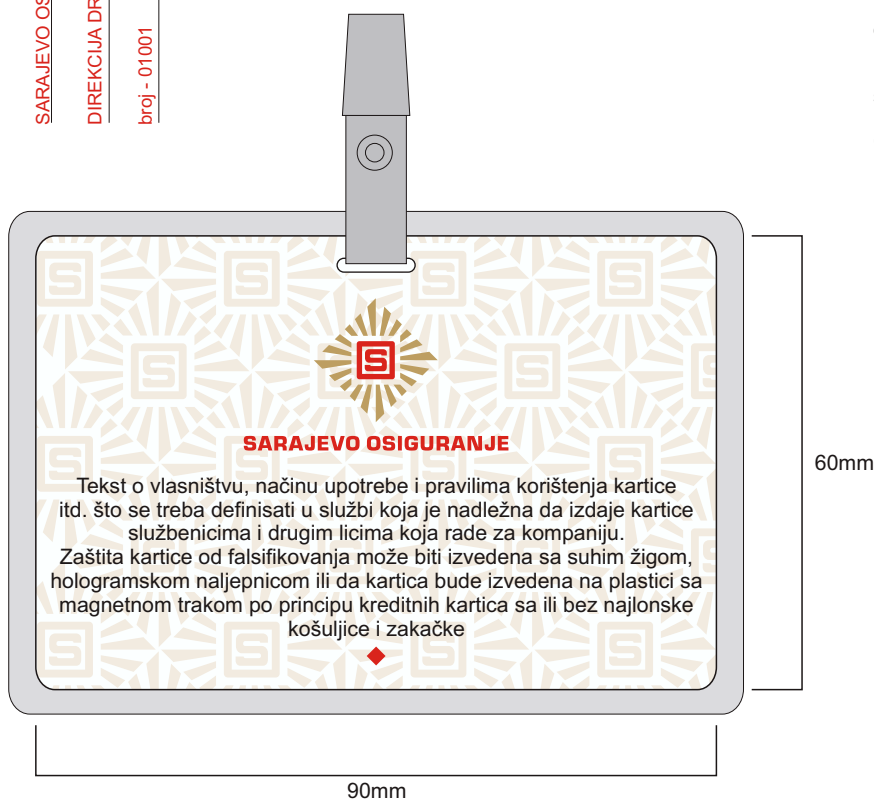 SARAJEVO OS
DIREKCIJA DR
broj - 01001
S
SARAJEVO OSIGURANJE
Tekst o vlasništvu, načinu upotrebe i pravilima korištenja kartice
itd. što se treba definisati u službi koja je nadležna da izdaje kartice
službenicima i drugim licima koja rade za kompaniju.
Zaštita kartice od falsifikovanja može biti izvedena sa suhim žigom,
hologramskom naljepnicom ili da kartica bude izvedena na plastici sa
magnetnom trakom po principu kreditnih kartica sa ili bez najlonske
košuljice i zakačke
60mm
90mm